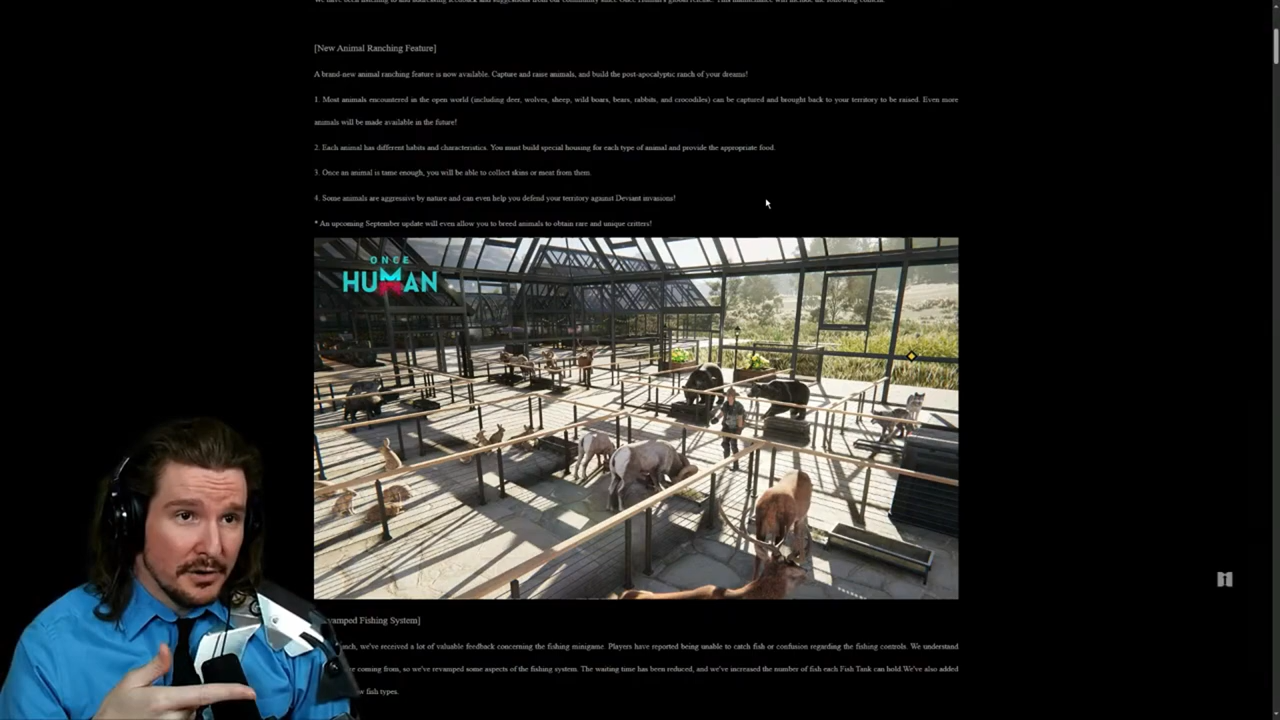 [New Animal Ranching Feature]
A brand-new animal ranching feature is now available. Capture and raise animals, and build the post-apocalyptic ranch of your dreams!
1. Most animals encountered in the open world (including deer, wolves, sheep, wild boars, bears, rabbits, and crocodiles) can be captured and brought back to your territory to be raised. Even more
animals will be made available in the future!
2. Each animal has different habits and characteristics. You must build special housing for each type of animal and provide the appropriate food.
3. Once an animal is tame enough, you will be able to collect skins or meat from them.
4. Some animals are aggressive by nature and can even help you defend your territory against Deviant invasions!
* An upcoming September update will even allow you to breed animals to obtain rare and unique critters!
ONCE
HUMAN
vamped Fishing System]
nch, we've received a lot of valuable feedback concerning the fishing minigame. Players have reported being unable to catch fish or confusion regarding the fishing controls. We understand
coming from, so we've revamped some aspects of the fishing system. The waiting time has been reduced, and we've increased the number of fish each Fish Tank can hold.We've also added
w fish types.